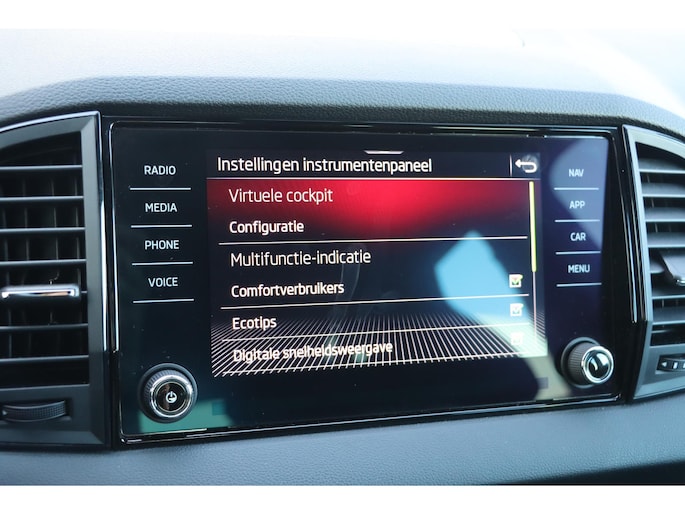 Instellingen instrumentenpaneel
RADIO
MEDIA
PHONE
VOICE
Virtuele cockpit
Configuratie
Multifunctie-indicatie
Comfortverbruikers
Ecotips
Digitale snelheidsweergave
NAV
APP
CAR
MENU